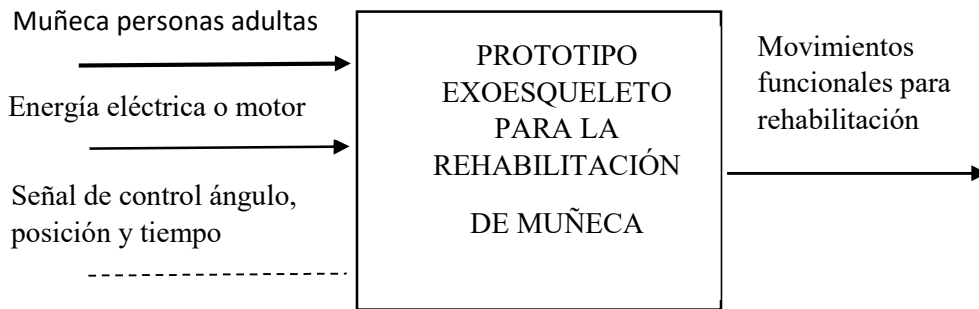 Muñeca personas adultas
Energía eléctrica o motor
Señal de control ángulo,
posición y tiempo
PROTOTIPO
EXOESQUELETO
PARA LA
REHABILITACIÓN
DE MUÑECA
Movimientos
funcionales para
rehabilitación